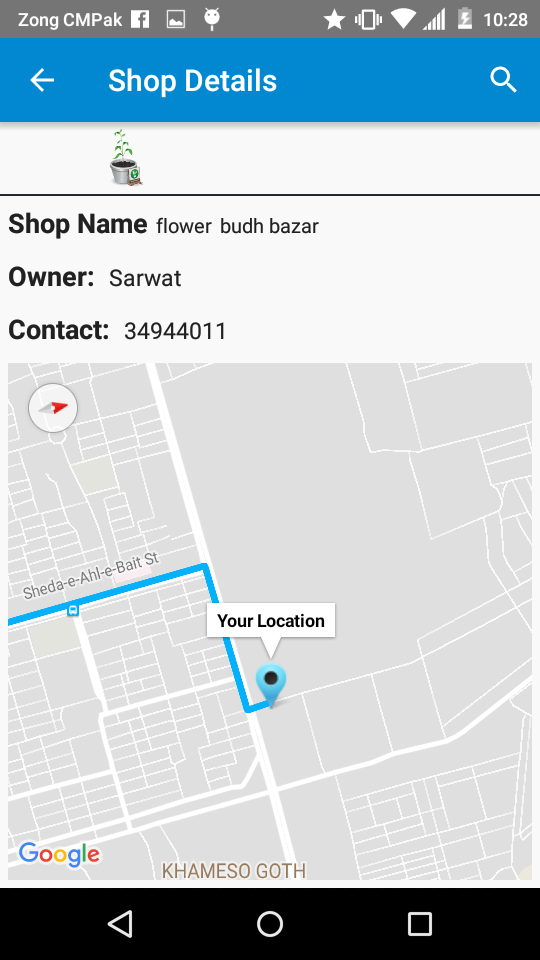 Zong CMPak 10:28
Shop Details
Shop Name flower budh bazar
Owner: Sarwat
Contact: 34944011
Sheda-e-Ahl-e-Bait St
Your Location
Google
KHAMESO GOTH